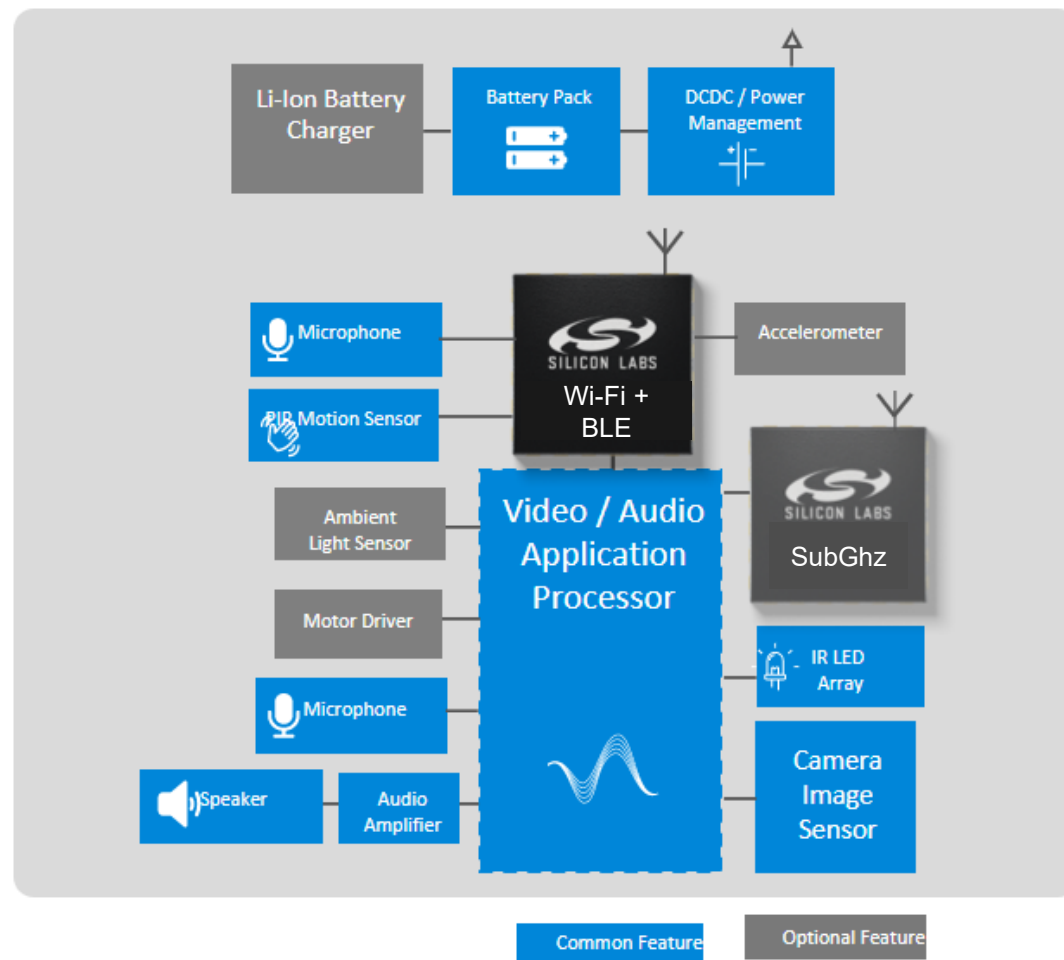 Li-Ion Battery
Charger
Battery Pack
DCDC / Power
Management
Microphone
SILICON LABS
Wi-Fi +
BLE
Accelerometer
PIR Motion Sensor
SILICON LABS
SubGhz
Ambient
Light Sensor
Video / Audio
Application
Processor
Motor Driver
IR LED
Array
Microphone
Camera
Image
Sensor
Speaker
Audio
Amplifier
Common Feature
Optional Feature